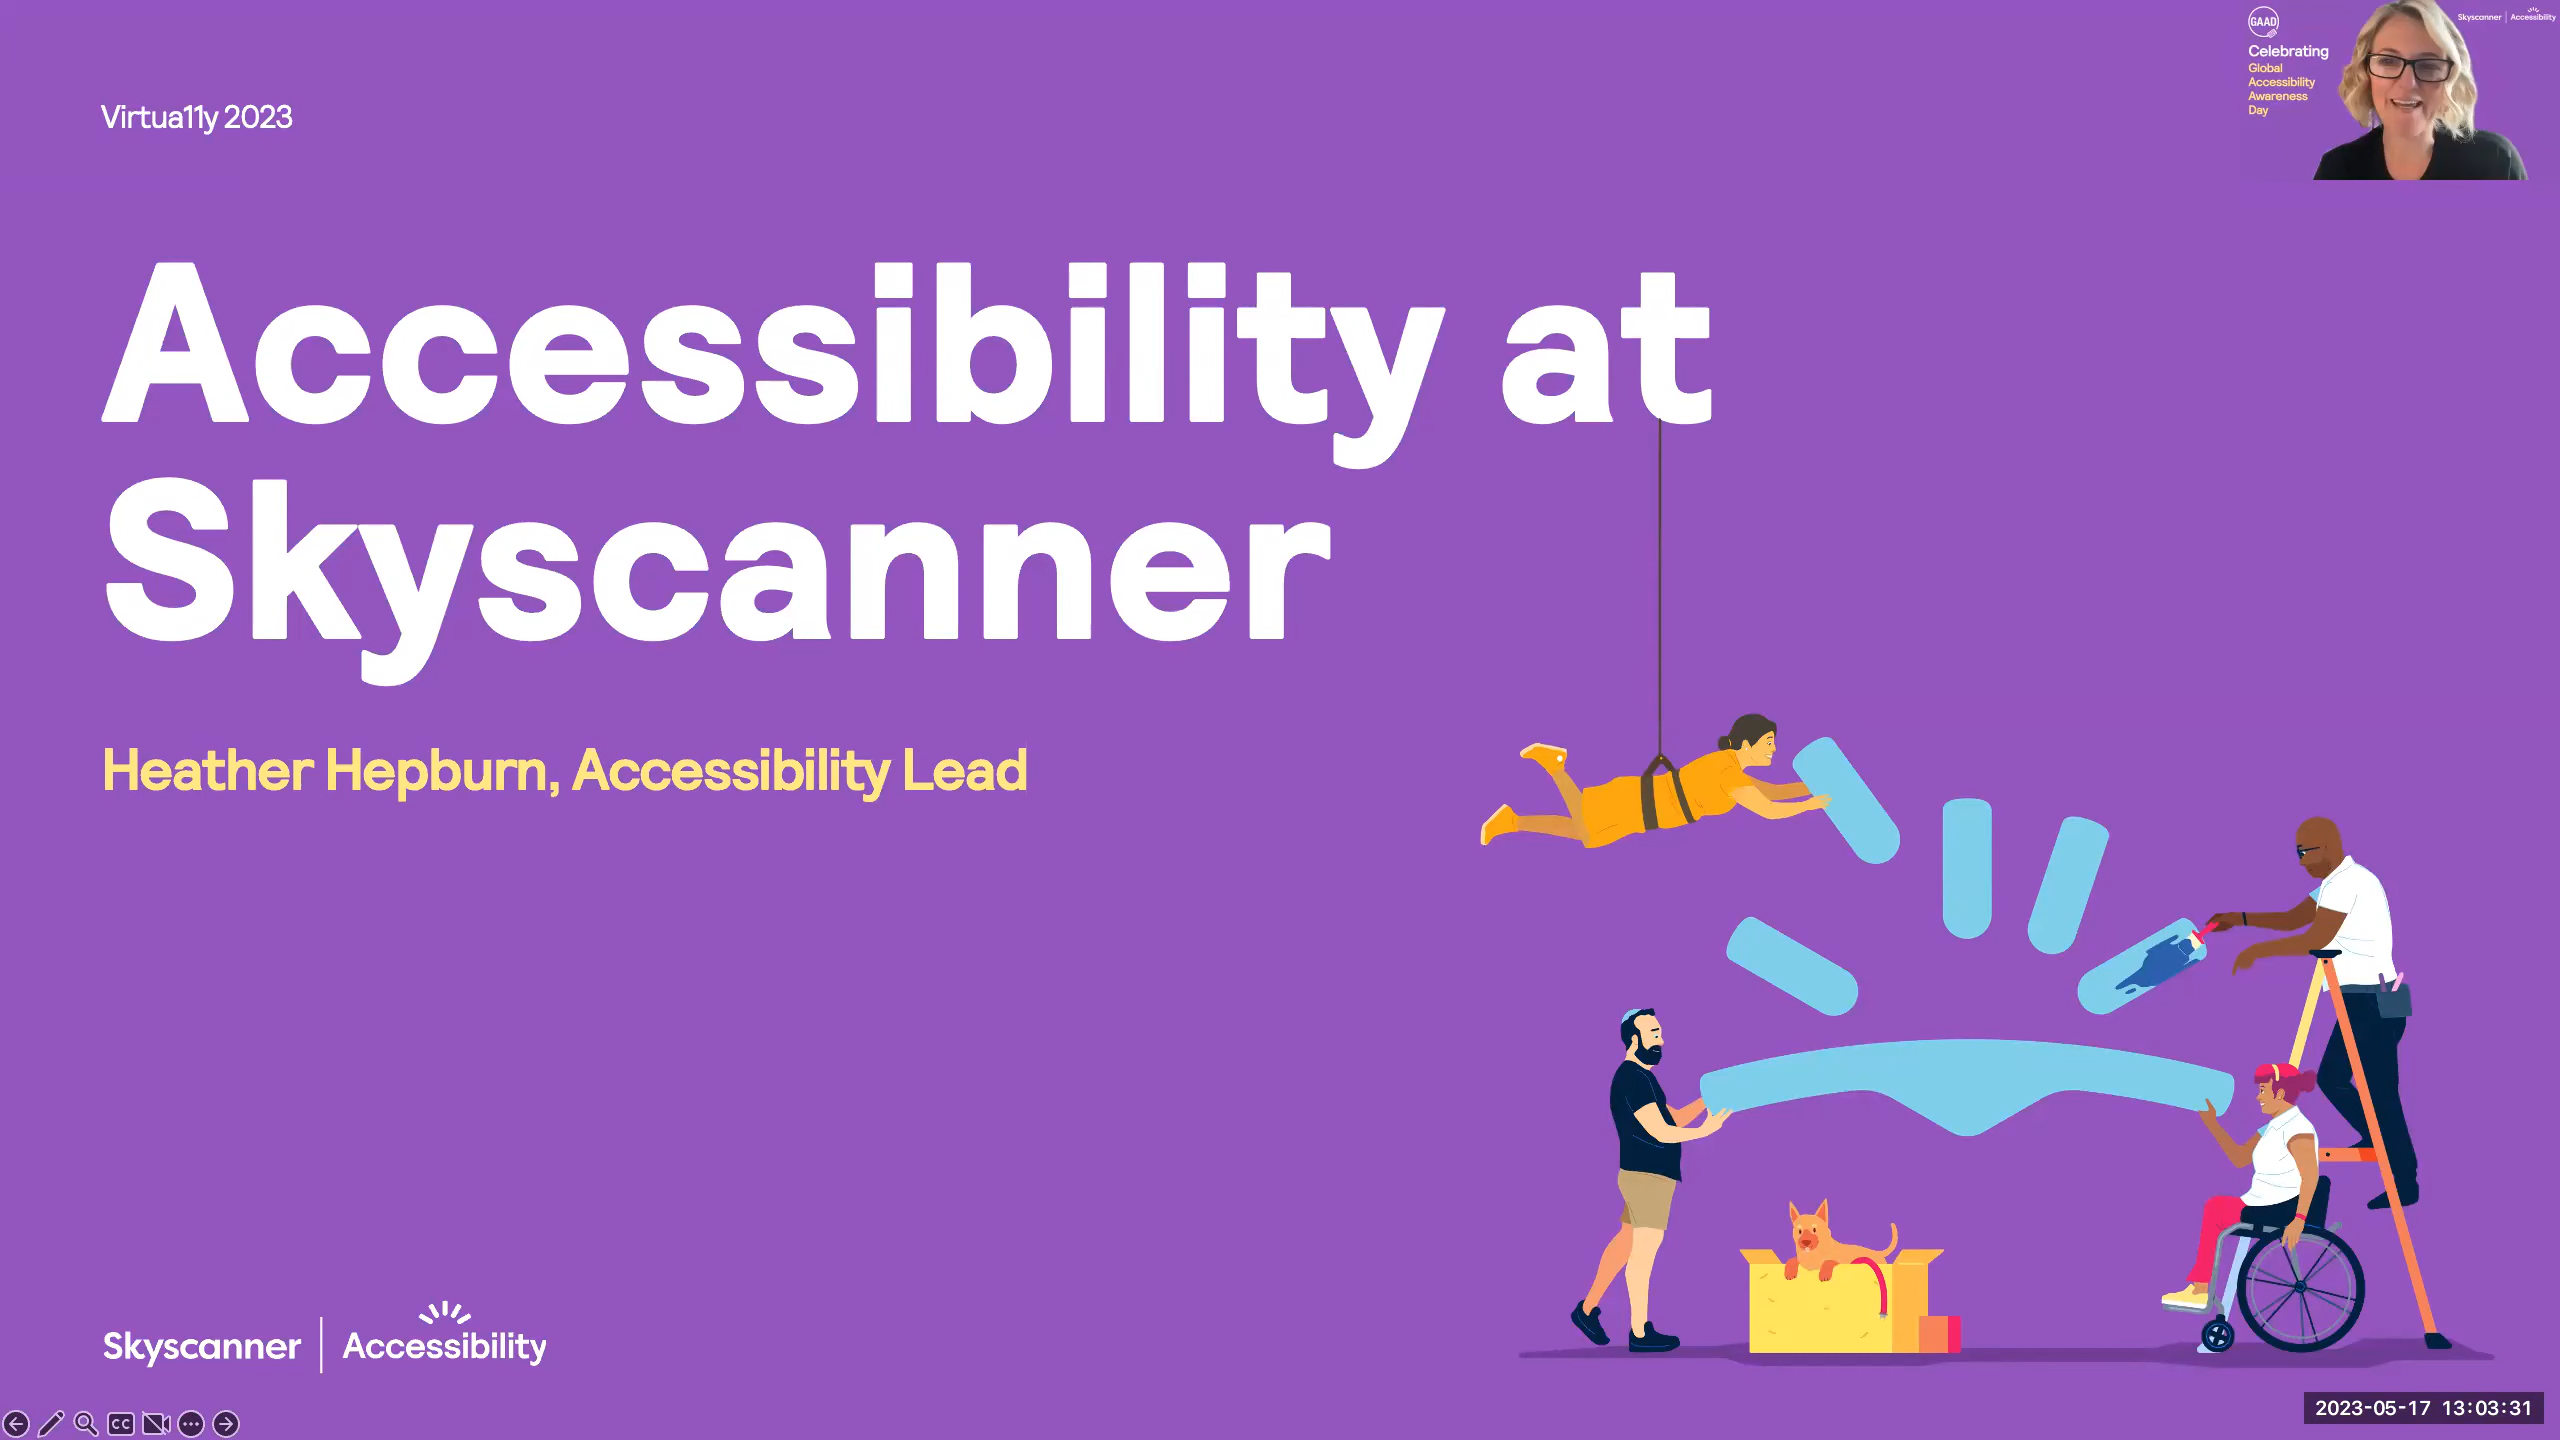 Virtua11y 2023
GAAD
Celebrating
Global
Accessibility
Awareness
Day
Skyscanner | Accessibility
Accessibility at
Skyscanner
Heather Hepburn, Accessibility Lead
Skyscanner | Accessibility
CC
2023-05-17 13:03:31